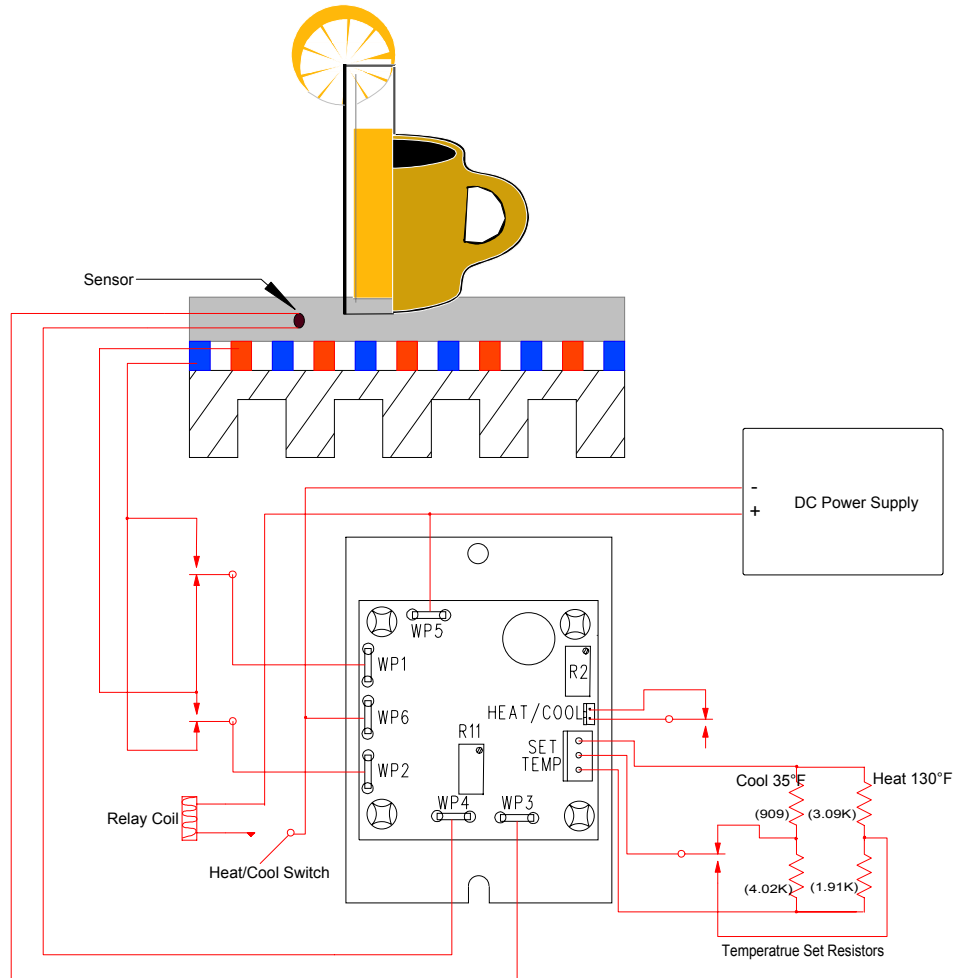 Sensor
-
+
DC Power Supply
WP5
WP1
R2
WP6
HEAT/COOL
R11
SET
TEMP
WP2
Cool 35°F
Heat 130°F
WP4
WP3
(909)
(3.09K)
Relay Coil
Heat/Cool Switch
(4.02K)
(1.91K)
Temperatrue Set Resistors